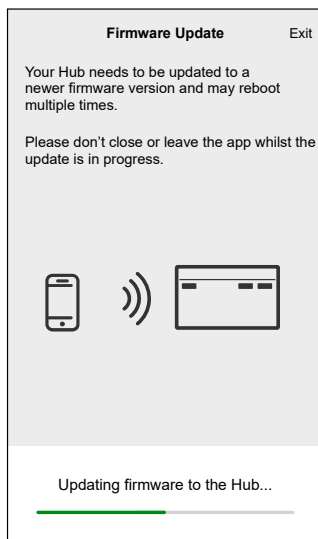 Firmware Update Exit
Your Hub needs to be updated to a
newer firmware version and may reboot
multiple times.
Please don’t close or leave the app whilst the
update is in progress.
Updating firmware to the Hub...